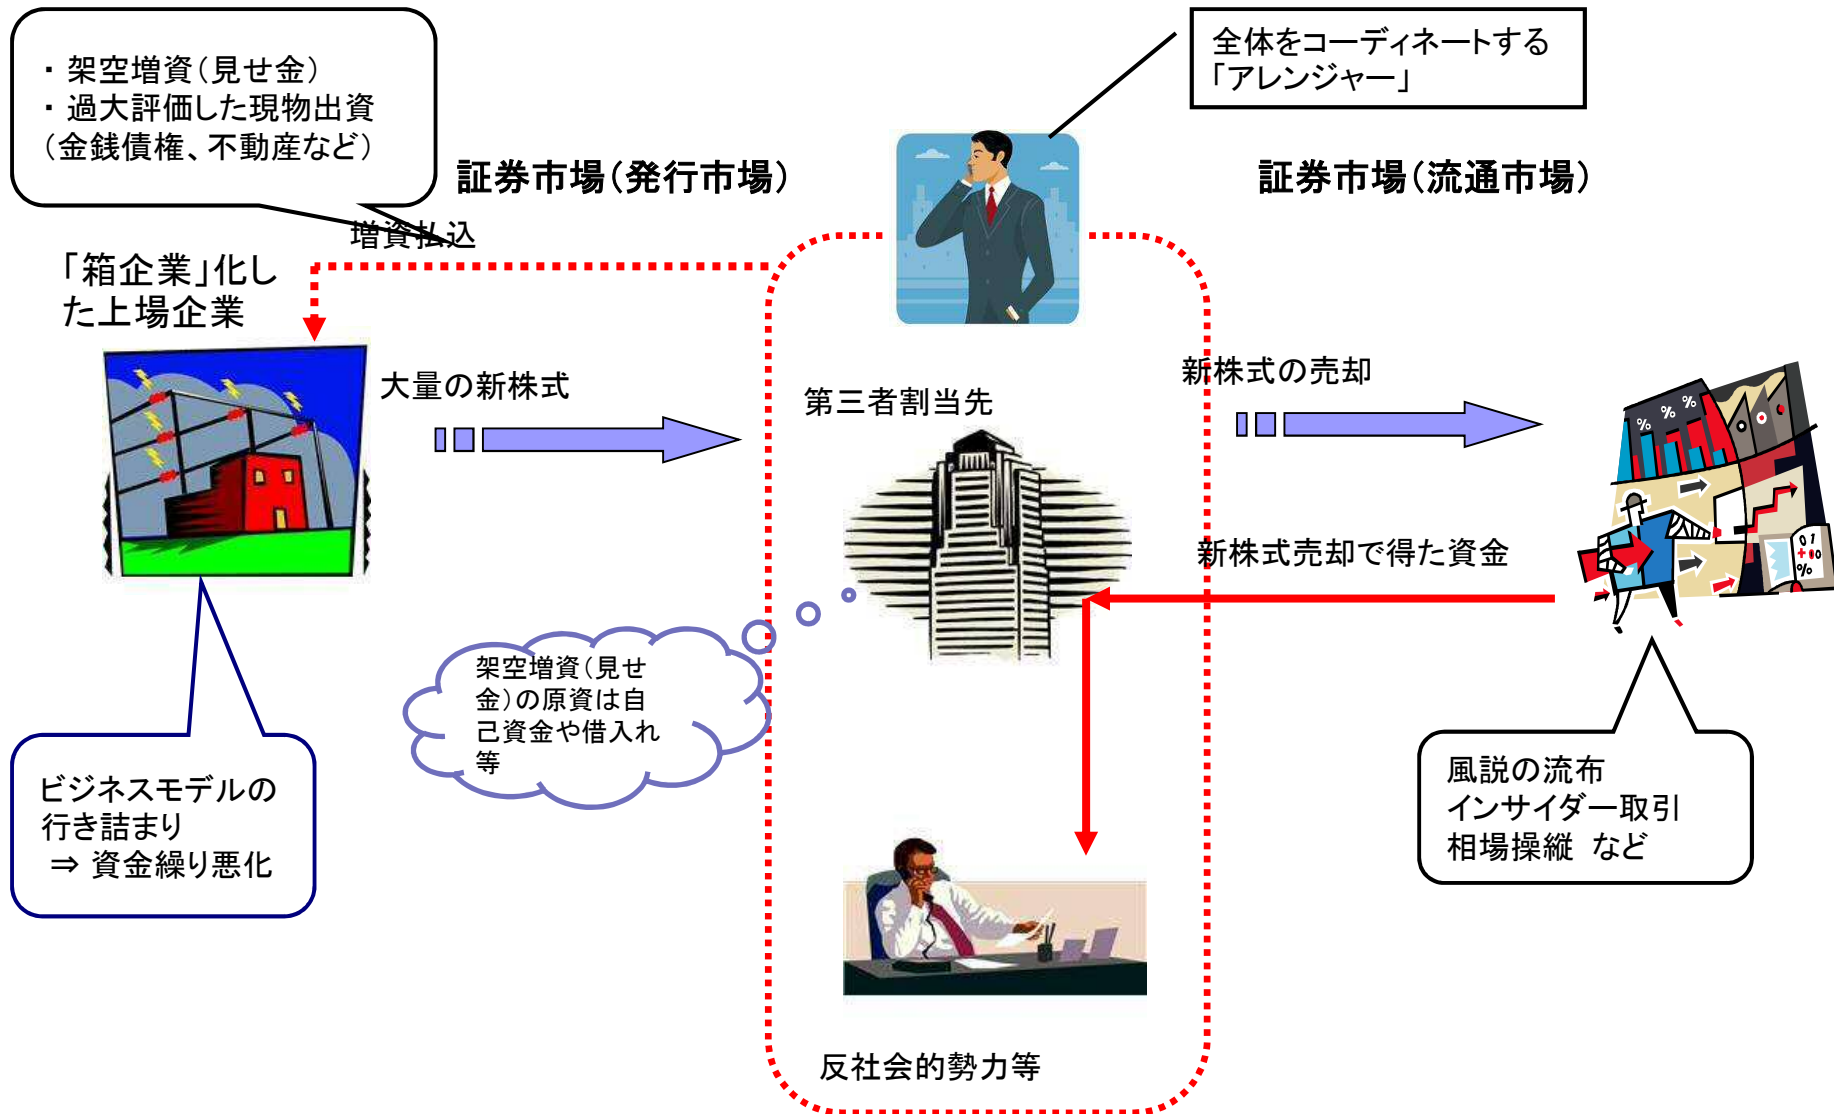 ・ 架空増資（見せ金）
・ 過大評価した現物出資
（金銭債権、不動産など）
全体をコーディネートする
「アレンジャー」
証券市場（発行市場）
証券市場（流通市場）
増資払込
「箱企業」化し
た上場企業
大量の新株式
第三者割当先
新株式の売却
新株式売却で得た資金
架空増資（見せ
金）の原資は自
己資金や借入れ
等
ビジネスモデルの
行き詰まり
⇒ 資金繰り悪化
風説の流布
インサイダー取引
相場操縦 など
反社会的勢力等